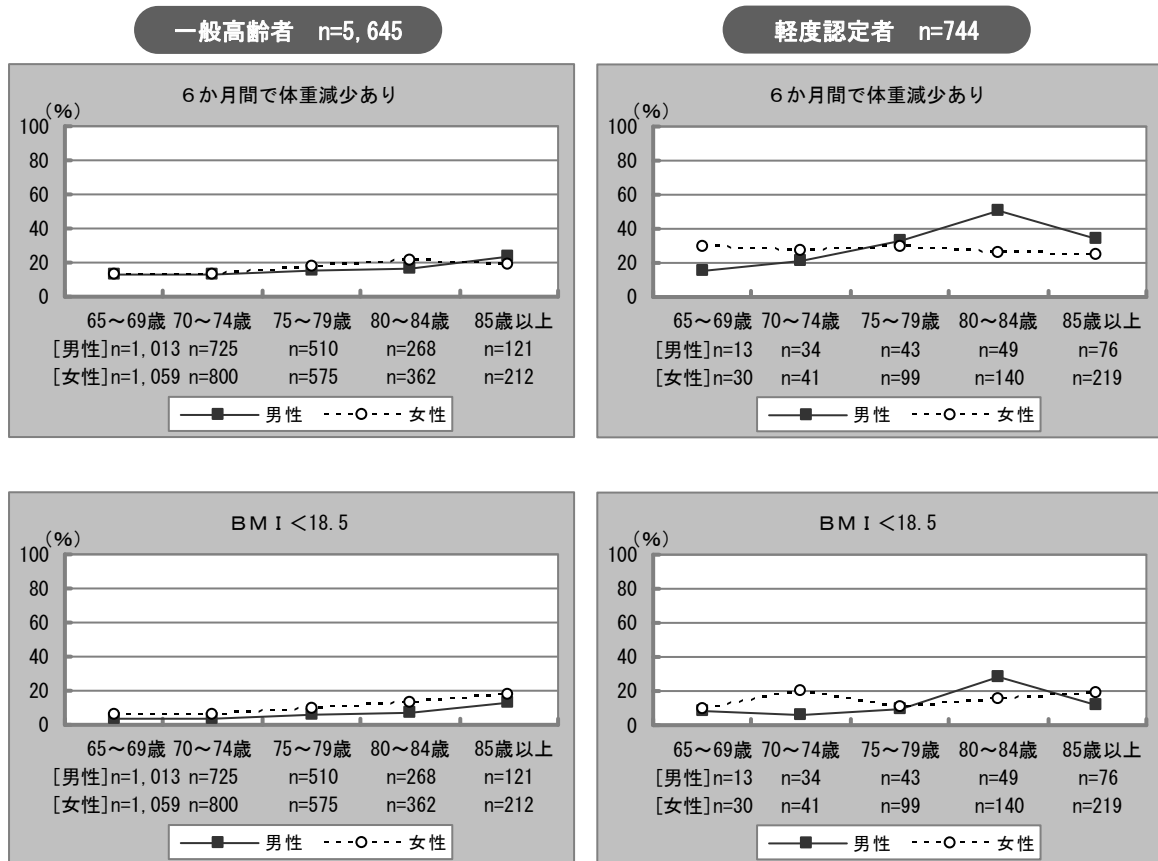 一般高齢者 n=5,645
６か月間で体重減少あり
(%)
100
80
60
40
20
0
65～69歳 70～74歳 75～79歳 80～84歳 85歳以上
[男性]n=1,013 n=725 n=510 n=268 n=121
[女性]n=1,059 n=800 n=575 n=362 n=212
男性 女性
軽度認定者 n=744
６か月間で体重減少あり
(%)
100
80
60
40
20
0
65～69歳 70～74歳 75～79歳 80～84歳 85歳以上
[男性]n=13 n=34 n=43 n=49 n=76
[女性]n=30 n=41 n=99 n=140 n=219
男性 女性
ＢＭＩ＜18.5
(%)
100
80
60
40
20
0
65～69歳 70～74歳 75～79歳 80～84歳 85歳以上
[男性]n=1,013 n=725 n=510 n=268 n=121
[女性]n=1,059 n=800 n=575 n=362 n=212
男性 女性
ＢＭＩ＜18.5
(%)
100
80
60
40
20
0
65～69歳 70～74歳 75～79歳 80～84歳 85歳以上
[男性]n=13 n=34 n=43 n=49 n=76
[女性]n=30 n=41 n=99 n=140 n=219
男性 女性